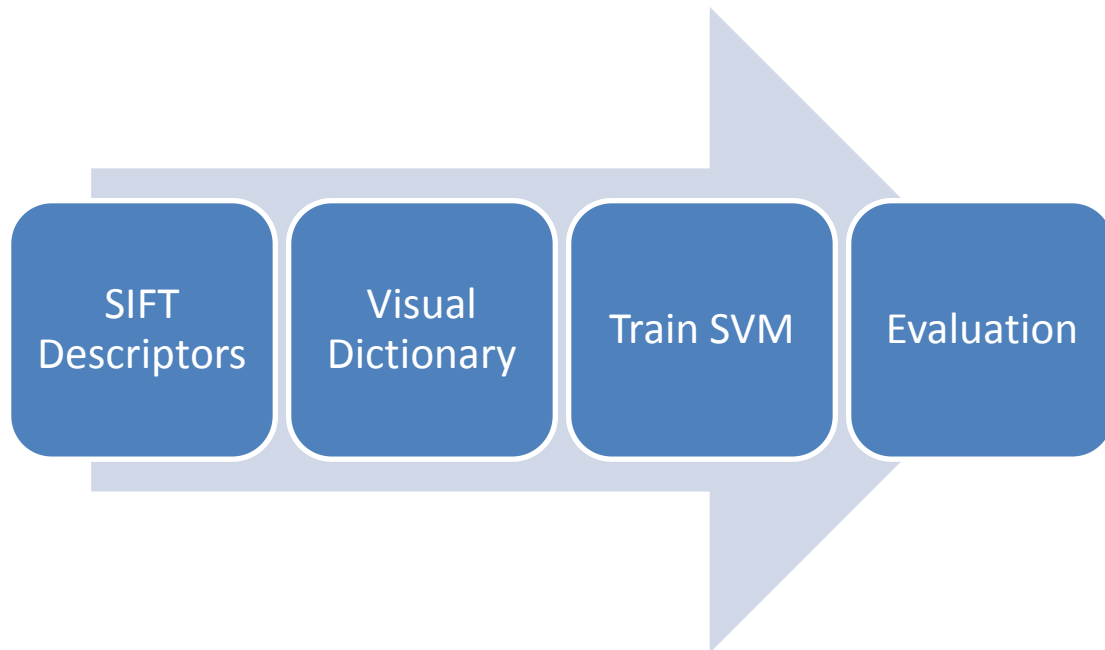 SIFT
Descriptors
Visual
Dictionary
Train SVM
Evaluation